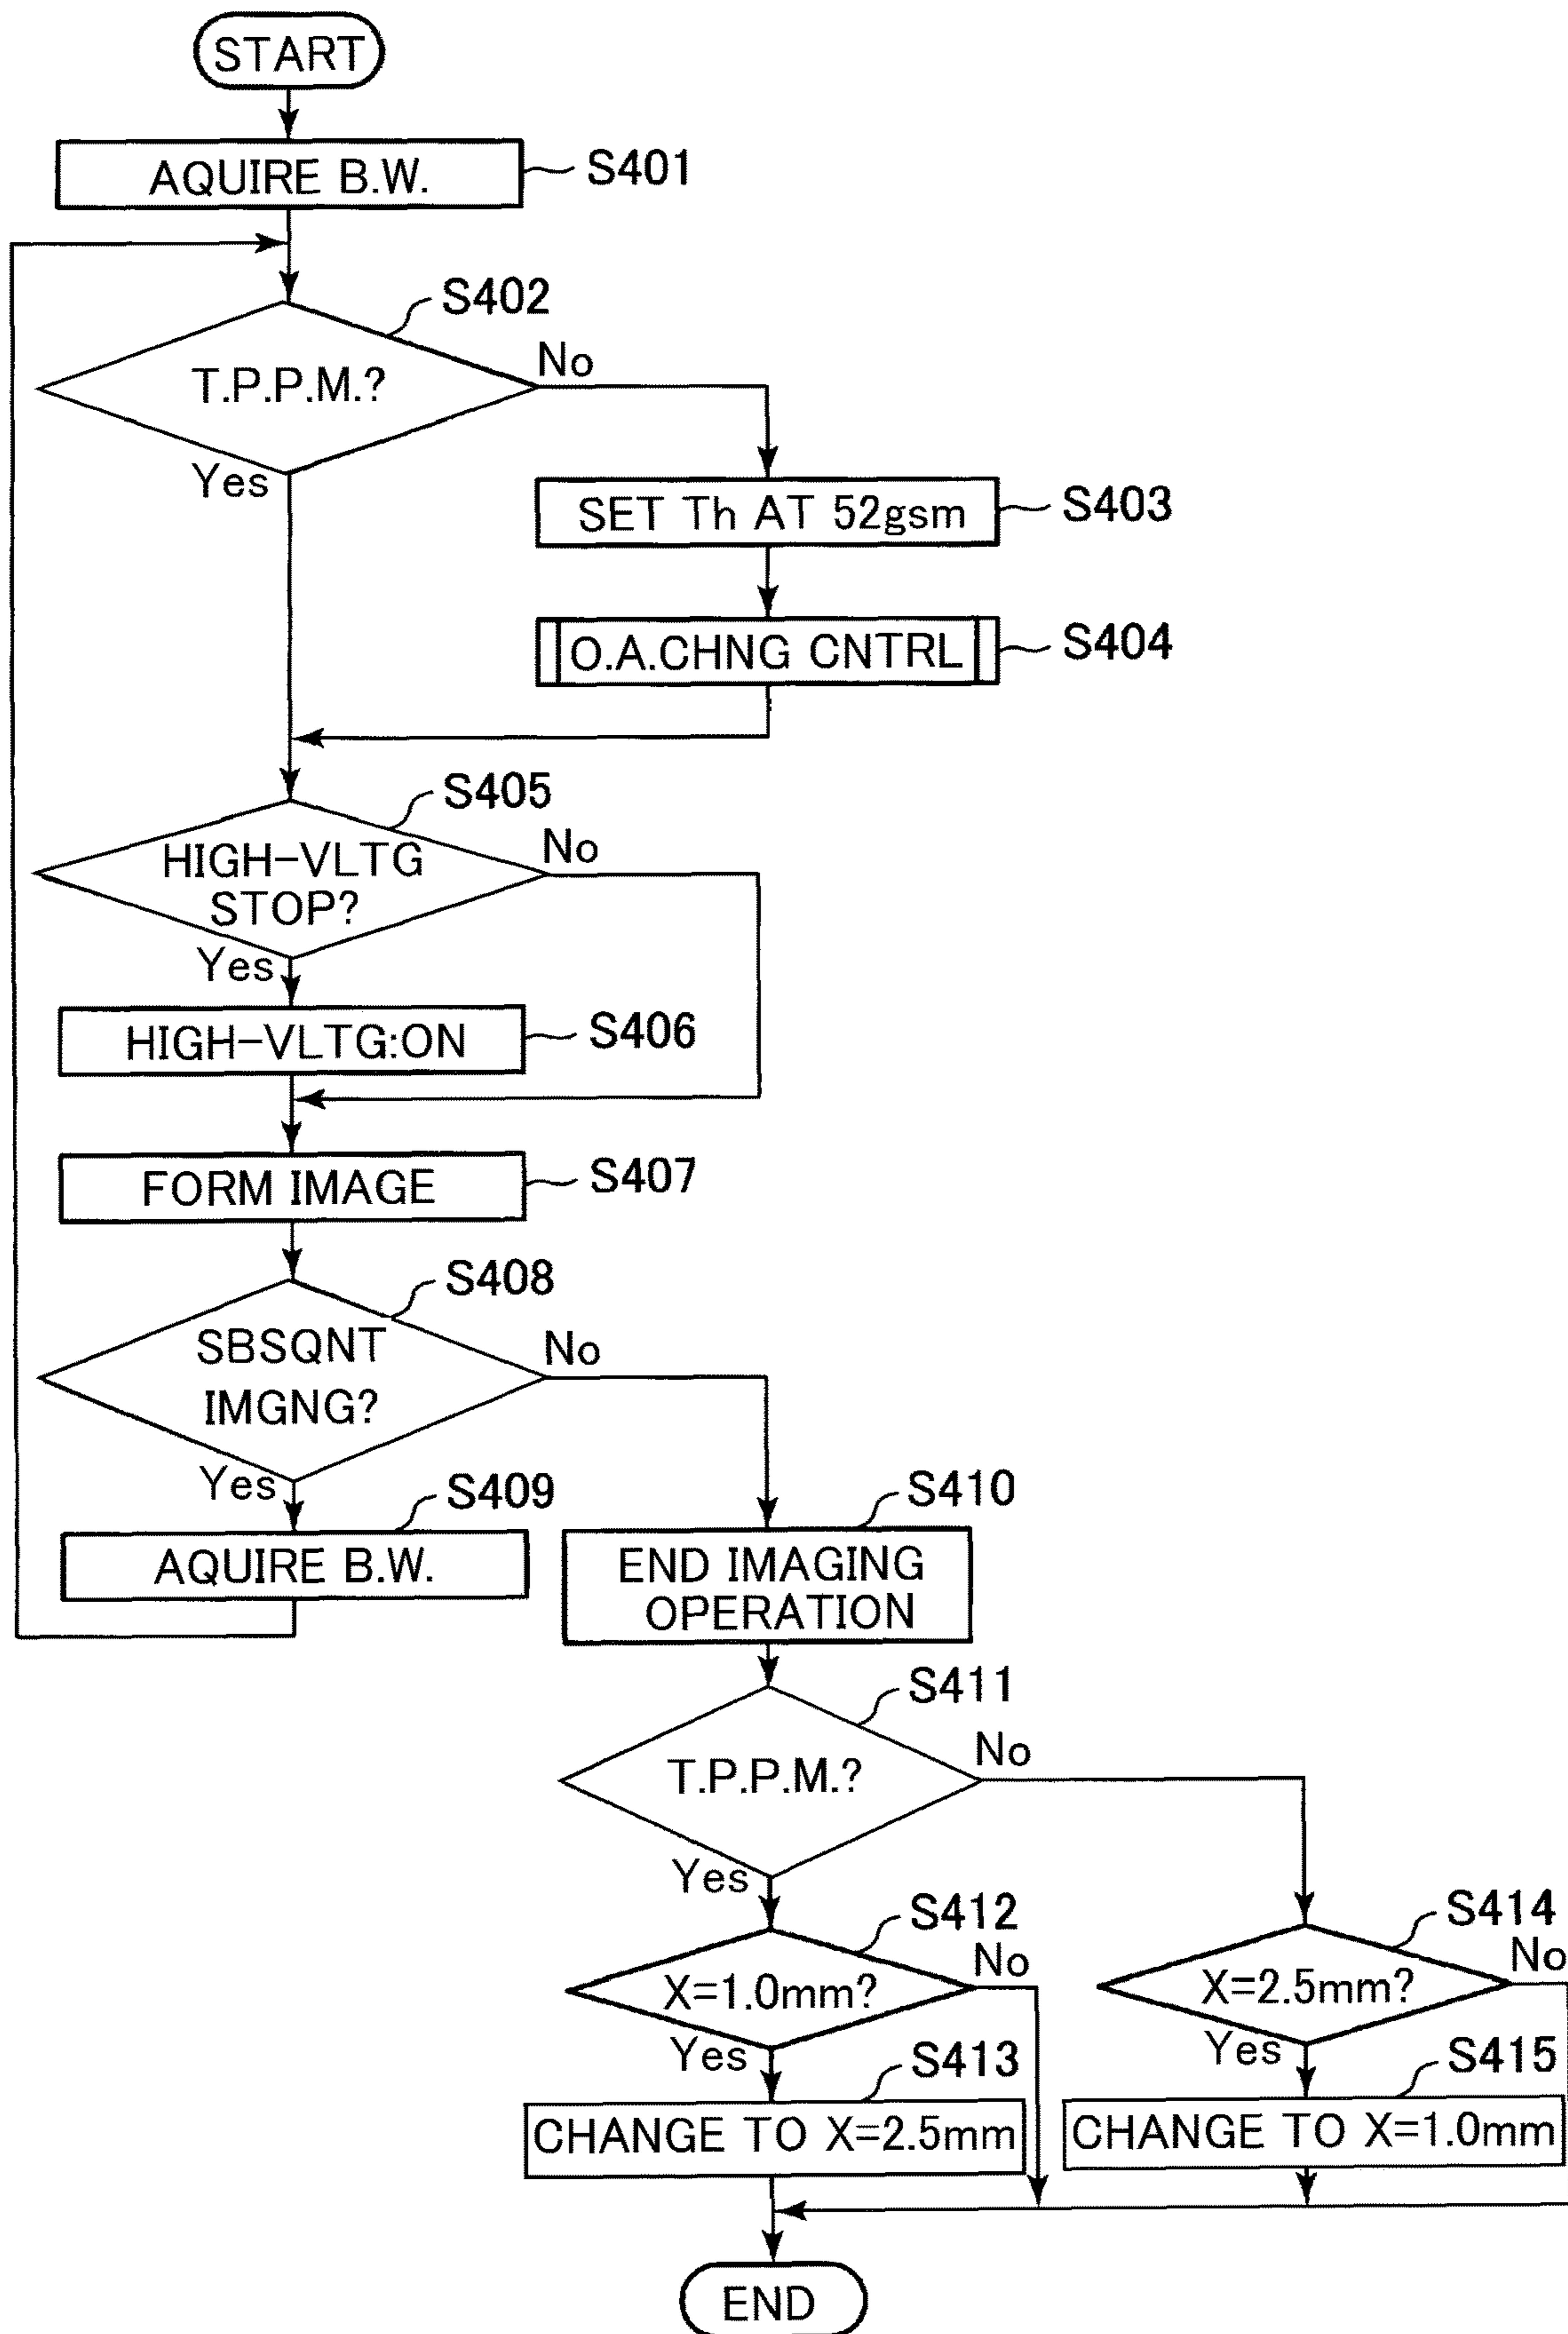 START
AQUIRE B.W.
S401
S402
T.P.P.M.?
No
Yes
SET Th AT 52gsm
S403
O.A.CHNG CNTRL
S404
S405
HIGH-VLTG
STOP?
No
Yes
HIGH-VLTG:ON
S406
FORM IMAGE
S407
S408
SBSQNT
IMGNG?
No
Yes
S409
AQUIRE B.W.
S410
END IMAGING
OPERATION
S411
T.P.P.M.?
No
Yes
S412
X=1.0mm?
No
Yes
S413
CHANGE TO X=2.5mm
S414
X=2.5mm?
No
Yes
S415
CHANGE TO X=1.0mm
END